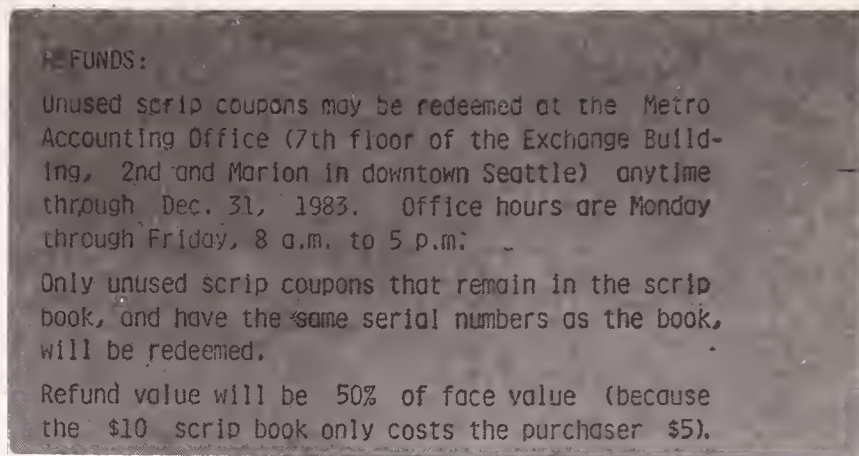 REFUNDS:
Unused scrip coupons may be redeemed at the Metro
Accounting Office (7th floor of the Exchange Build-
ing, 2nd and Marion in downtown Seattle) anytime
through Dec. 31, 1983. Office hours are Monday
through Friday, 8 a.m. to 5 p.m.
Only unused scrip coupons that remain in the scrip
book, and have the same serial numbers as the book,
will be redeemed.
Refund value will be 50% of face value (because
the $10 scrip book only costs the purchaser $5).